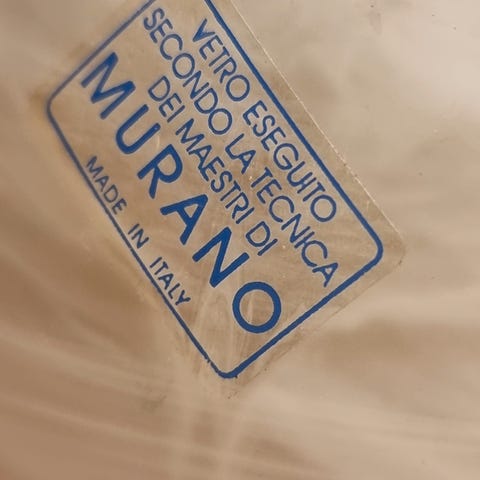 VETRO ESEGUITO
SECONDO LA TECNICA
DEI MAESTRI DI
MURANO
MADE IN ITALY